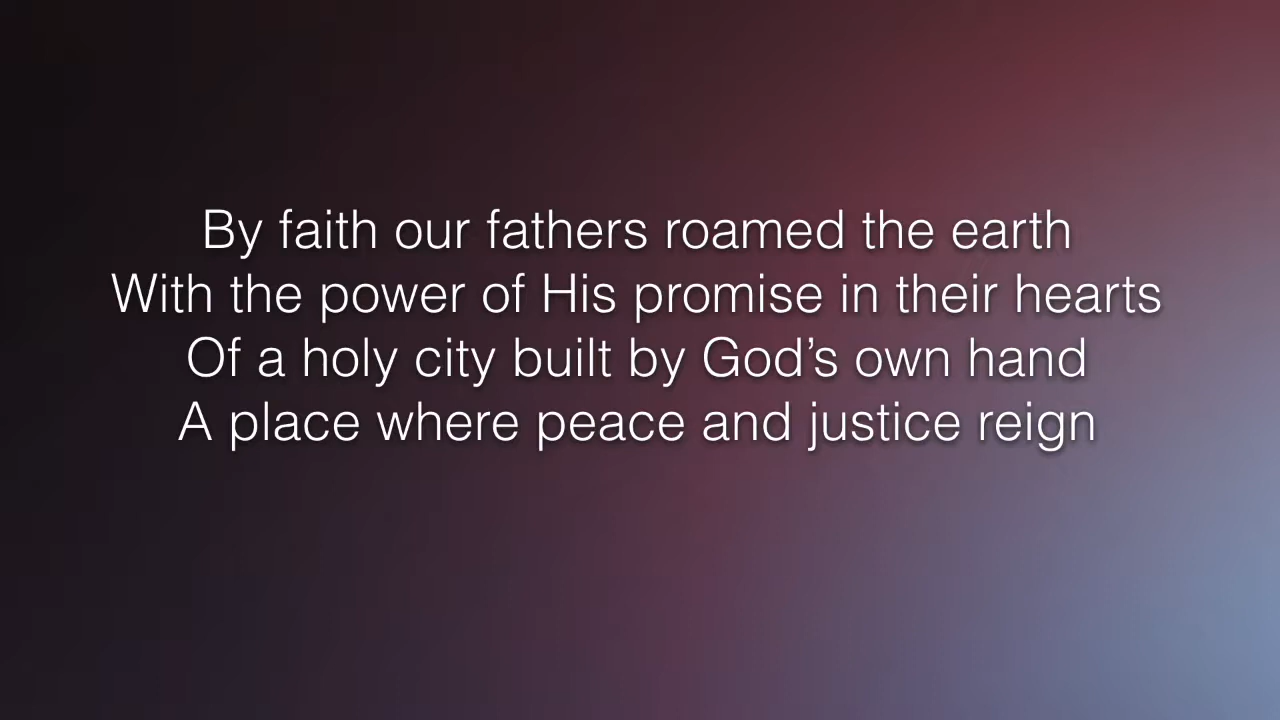 By faith our fathers roamed the earth
With the power of His promise in their hearts
Of a holy city built by God’s own hand
A place where peace and justice reign